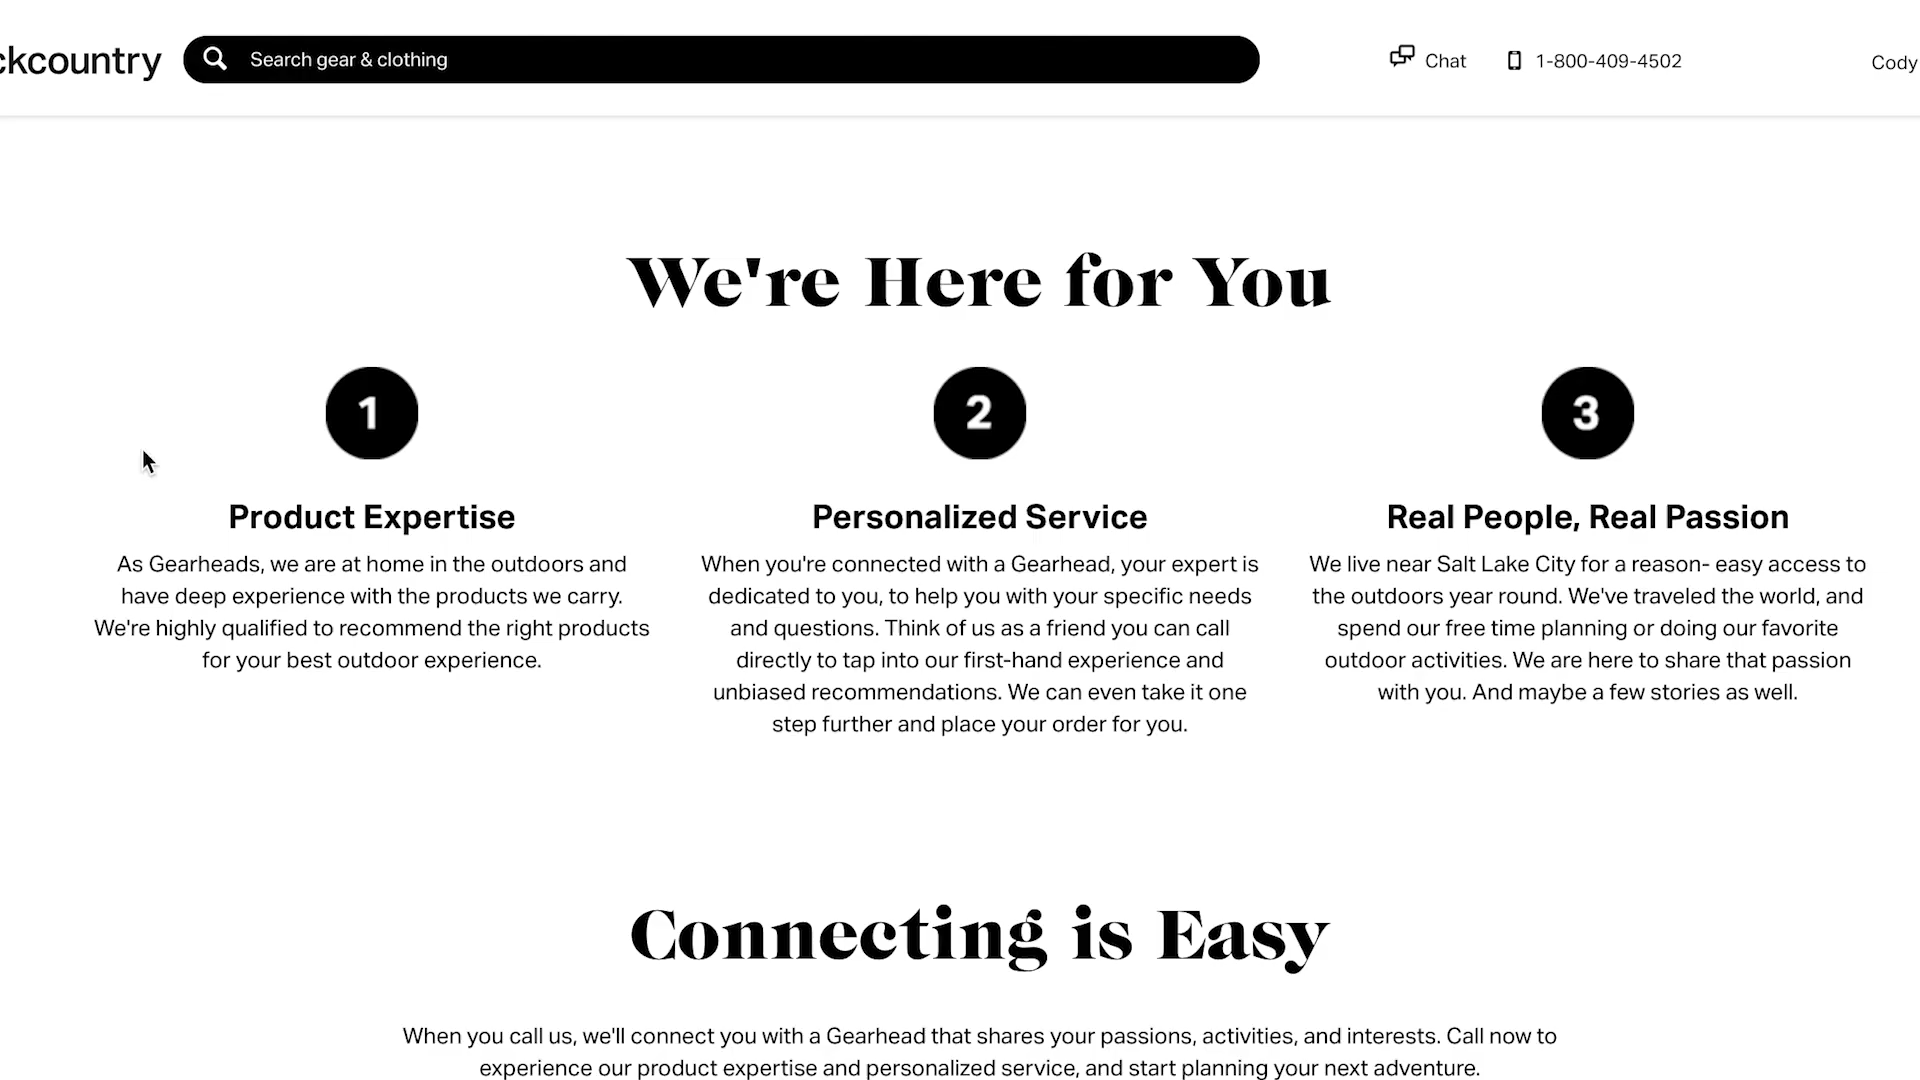 ckcountry
Search gear & clothing
Chat
1-800-409-4502
Cody
We're Here for You
1
2
3
Product Expertise
As Gearheads, we are at home in the outdoors and
have deep experience with the products we carry.
We're highly qualified to recommend the right products
for your best outdoor experience.
Personalized Service
When you're connected with a Gearhead, your expert is
dedicated to you, to help you with your specific needs
and questions. Think of us as a friend you can call
directly to tap into our first-hand experience and
unbiased recommendations. We can even take it one
step further and place your order for you.
Real People, Real Passion
We live near Salt Lake City for a reason- easy access to
the outdoors year round. We've traveled the world, and
spend our free time planning or doing our favorite
outdoor activities. We are here to share that passion
with you. And maybe a few stories as well.
Connecting is Easy
When you call us, we'll connect you with a Gearhead that shares your passions, activities, and interests. Call now to
experience our product expertise and personalized service, and start planning your next adventure.